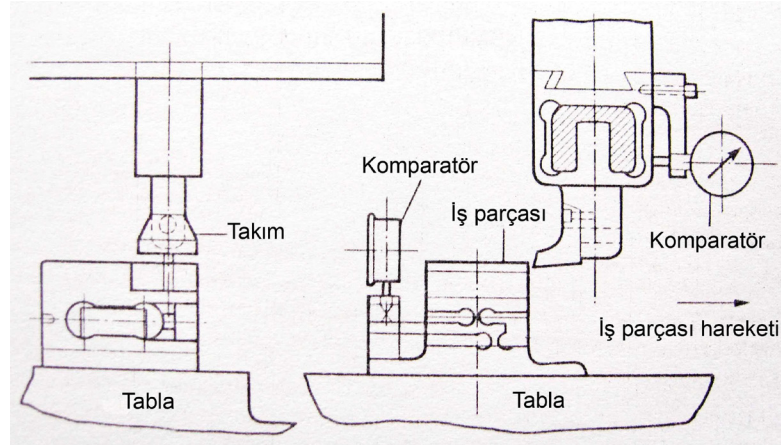 Komparatör
Takım
İş parçası
Komparatör
İş parçası hareketi
Tabla
Tabla